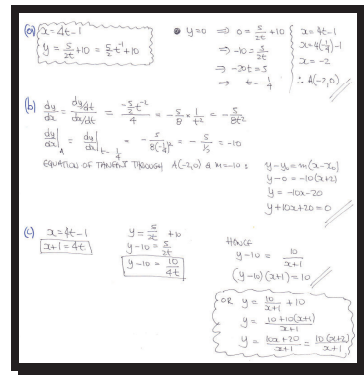 (a) x = 4t - 1
y = 5/2t + 10 = 5/2 t⁻¹ + 10
• y=0 ⇒ 0 = 5/2t + 10
⇒ -10 = 5/2t
⇒ -20t = 5
⇒ t = -1/4
x = 4t - 1
x = 4(-1/4) - 1
x = -2
∴ A(-2,0)
(b) dy/dx = dy/dt / dx/dt = -5/2 t⁻² / 4 = -5/8 × 1/t² = -5/8t²
dy/dx |A = dy/dx |t=-1/4 = -5/8(-1/4)² = -5/½ = -10
EQUATION OF TANGENT THROUGH A(-2,0) & m=-10 :
y - y₀ = m(x - x₀)
y - 0 = -10(x+2)
y = -10x - 20
y + 10x + 20 = 0
(c) x = 4t - 1
x + 1 = 4t
y = 5/2t + 10
y - 10 = 5/2t
y - 10 = 10/4t
HENCE
y - 10 = 10/x+1
(y-10)(x+1) = 10
OR y = 10/x+1 + 10
y = 10 + 10(x+1)/x+1
y = 10x + 20/x+1 = 10(x+2)/x+1